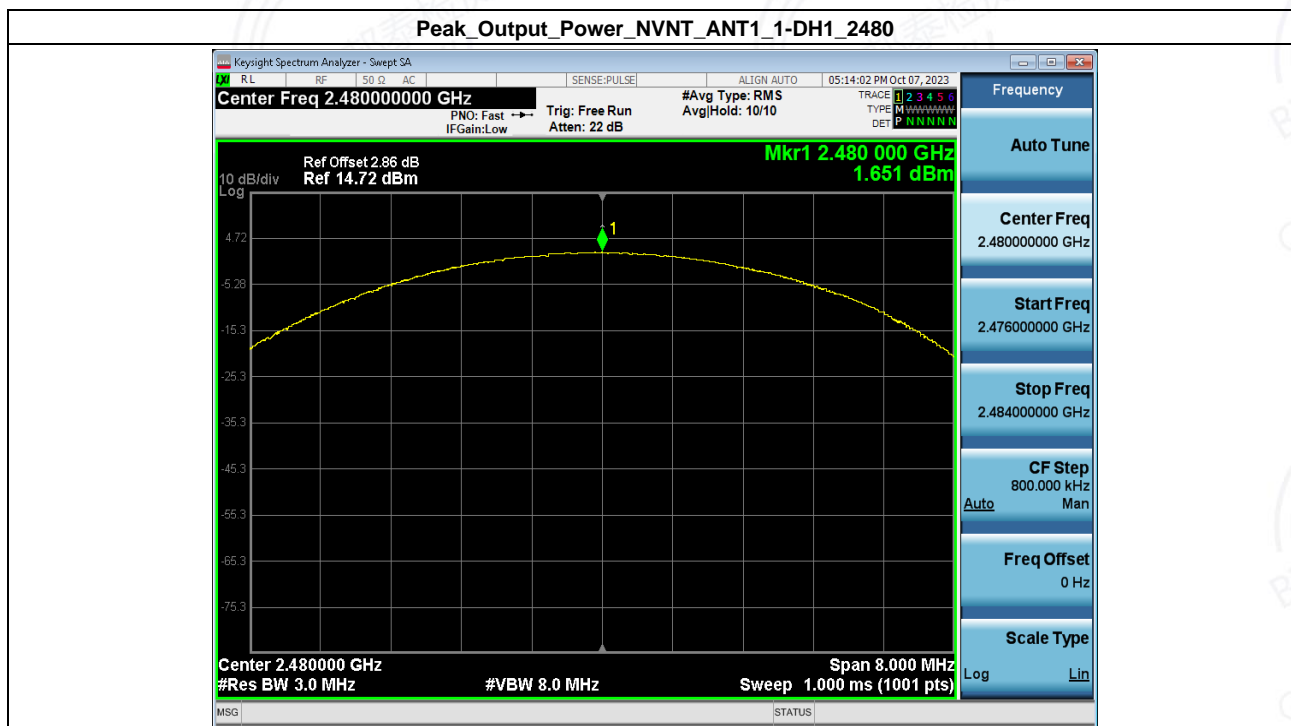 Peak_Output_Power_NVNT_ANT1_1-DH1_2480
Keysight Spectrum Analyzer - Swept SA
LXI RL RF 50 Ω AC SENSE:PULSE ALIGN AUTO 05:14:02 PM Oct 07, 2023
Center Freq 2.480000000 GHz
PNO: Fast
IFGain:Low
Trig: Free Run
Atten: 22 dB
#Avg Type: RMS
Avg|Hold: 10/10
TRACE 1 2 3 4 5 6
TYPE M WWWWW
DET P N N N N N
Frequency
Auto Tune
Center Freq
2.480000000 GHz
Start Freq
2.476000000 GHz
Stop Freq
2.484000000 GHz
CF Step
800.000 kHz
Auto Man
Freq Offset
0 Hz
Scale Type
Log Lin
Mkr1 2.480 000 GHz
1.651 dBm
Ref Offset 2.86 dB
10 dB/div Ref 14.72 dBm
Log
1
4.72
-5.28
-15.3
-25.3
-35.3
-45.3
-55.3
-65.3
-75.3
Center 2.480000 GHz Span 8.000 MHz
#Res BW 3.0 MHz #VBW 8.0 MHz Sweep 1.000 ms (1001 pts)
MSG STATUS